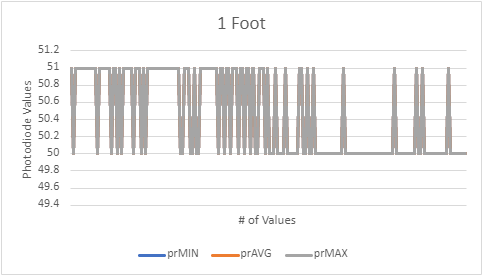 1 Foot
Photodiode Values
51.2
51
50.8
50.6
50.4
50.2
50
49.8
49.6
49.4
# of Values
prMIN prAVG prMAX